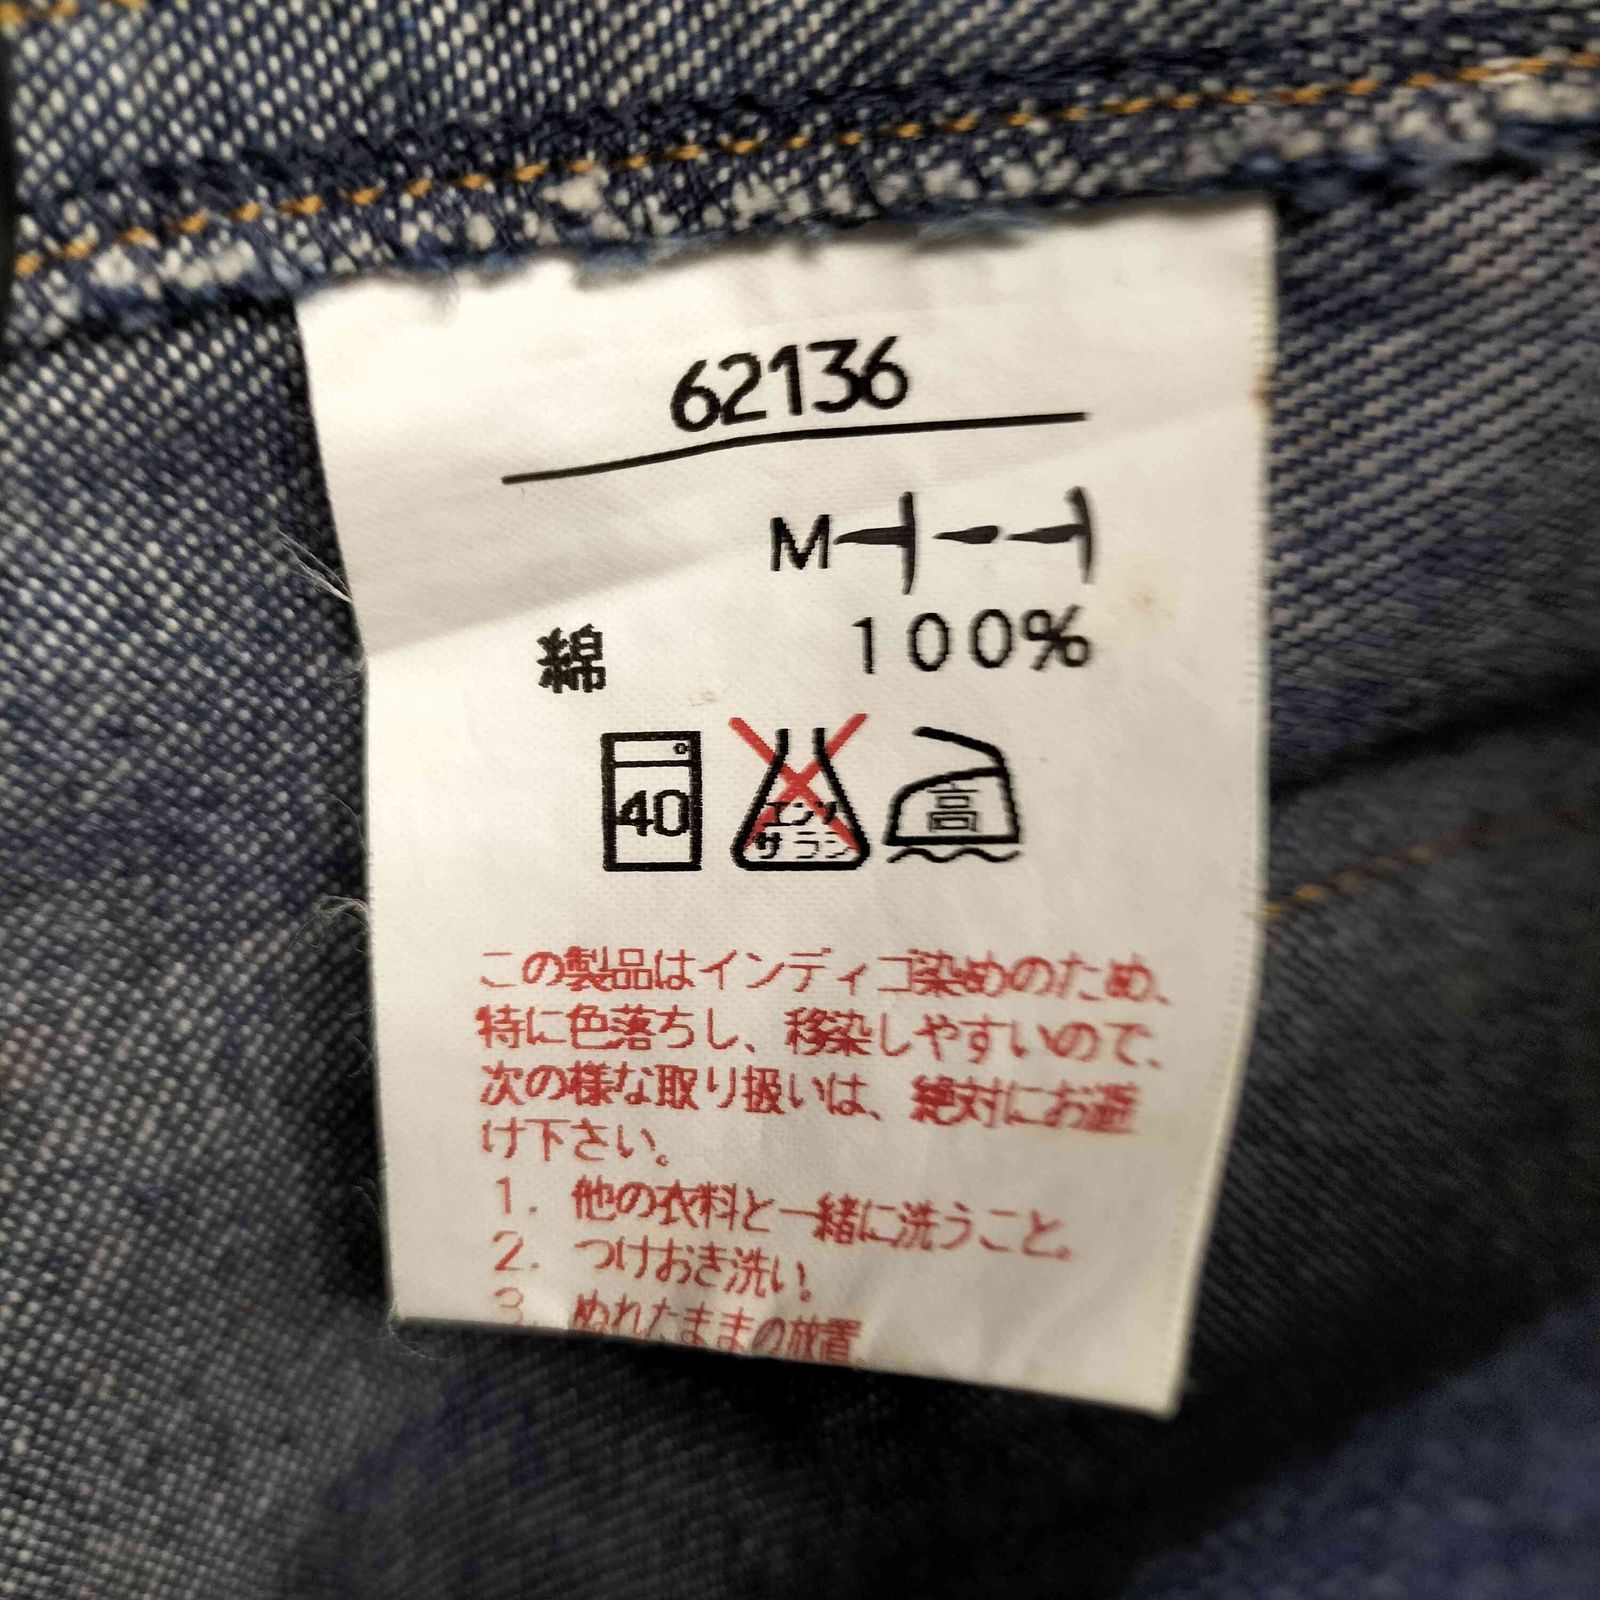 62136
M
綿 100%
40 エンソサラシ 高
この製品はインディゴ染めのため、
特に色落ちし、移染しやすいので、
次の様な取り扱いは、絶対にお避
け下さい。
1. 他の衣料と一緒に洗うこと。
2. つけおき洗い。
3. ぬれたままの放置。